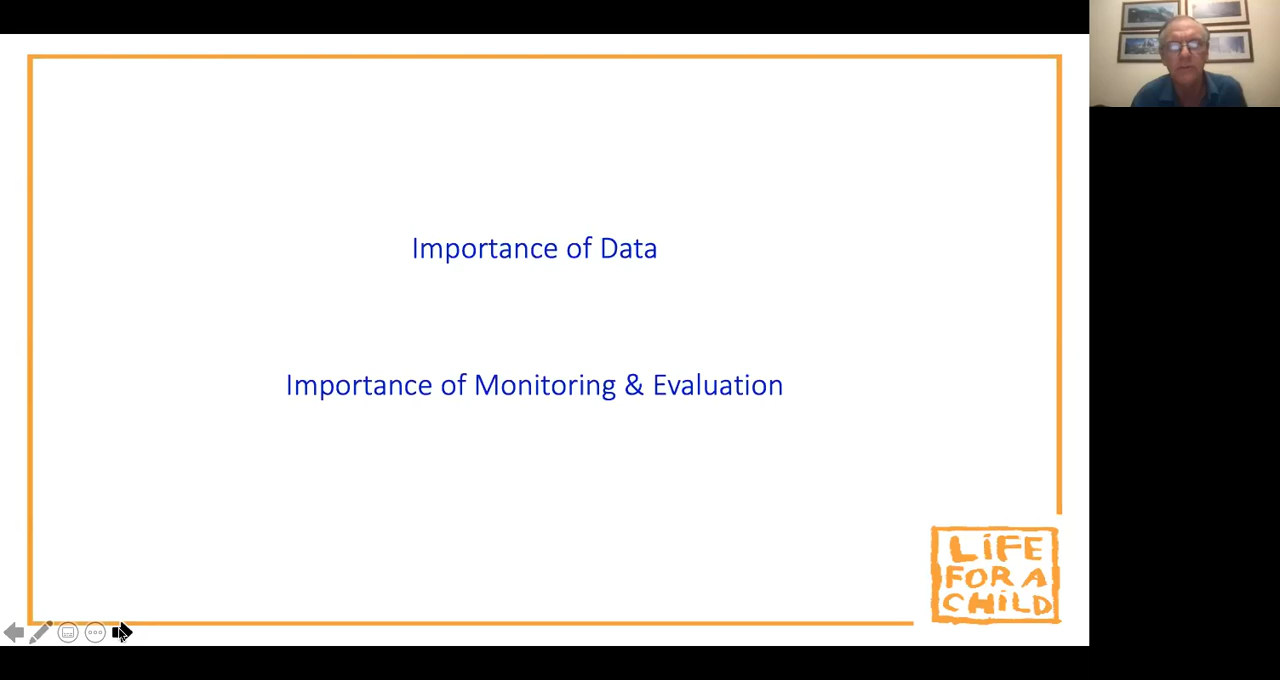 Importance of Data
Importance of Monitoring & Evaluation
LiFE
FOR A
CHiLD